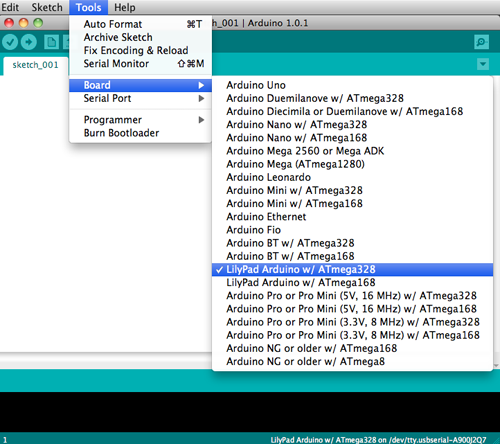 Edit Sketch Tools Help
_001 | Arduino 1.0.1
Auto Format ⌘T
Archive Sketch
Fix Encoding & Reload
Serial Monitor ⇧⌘M
sketch_001
Board
Serial Port
Programmer
Burn Bootloader
Arduino Uno
Arduino Duemilanove w/ ATmega328
Arduino Diecimila or Duemilanove w/ ATmega168
Arduino Nano w/ ATmega328
Arduino Nano w/ ATmega168
Arduino Mega 2560 or Mega ADK
Arduino Mega (ATmega1280)
Arduino Leonardo
Arduino Mini w/ ATmega328
Arduino Mini w/ ATmega168
Arduino Ethernet
Arduino Fio
Arduino BT w/ ATmega328
Arduino BT w/ ATmega168
✓ LilyPad Arduino w/ ATmega328
LilyPad Arduino w/ ATmega168
Arduino Pro or Pro Mini (5V, 16 MHz) w/ ATmega328
Arduino Pro or Pro Mini (5V, 16 MHz) w/ ATmega168
Arduino Pro or Pro Mini (3.3V, 8 MHz) w/ ATmega328
Arduino Pro or Pro Mini (3.3V, 8 MHz) w/ ATmega168
Arduino NG or older w/ ATmega168
Arduino NG or older w/ ATmega8
1 LilyPad Arduino w/ ATmega328 on /dev/tty.usbserial-A900J2Q7